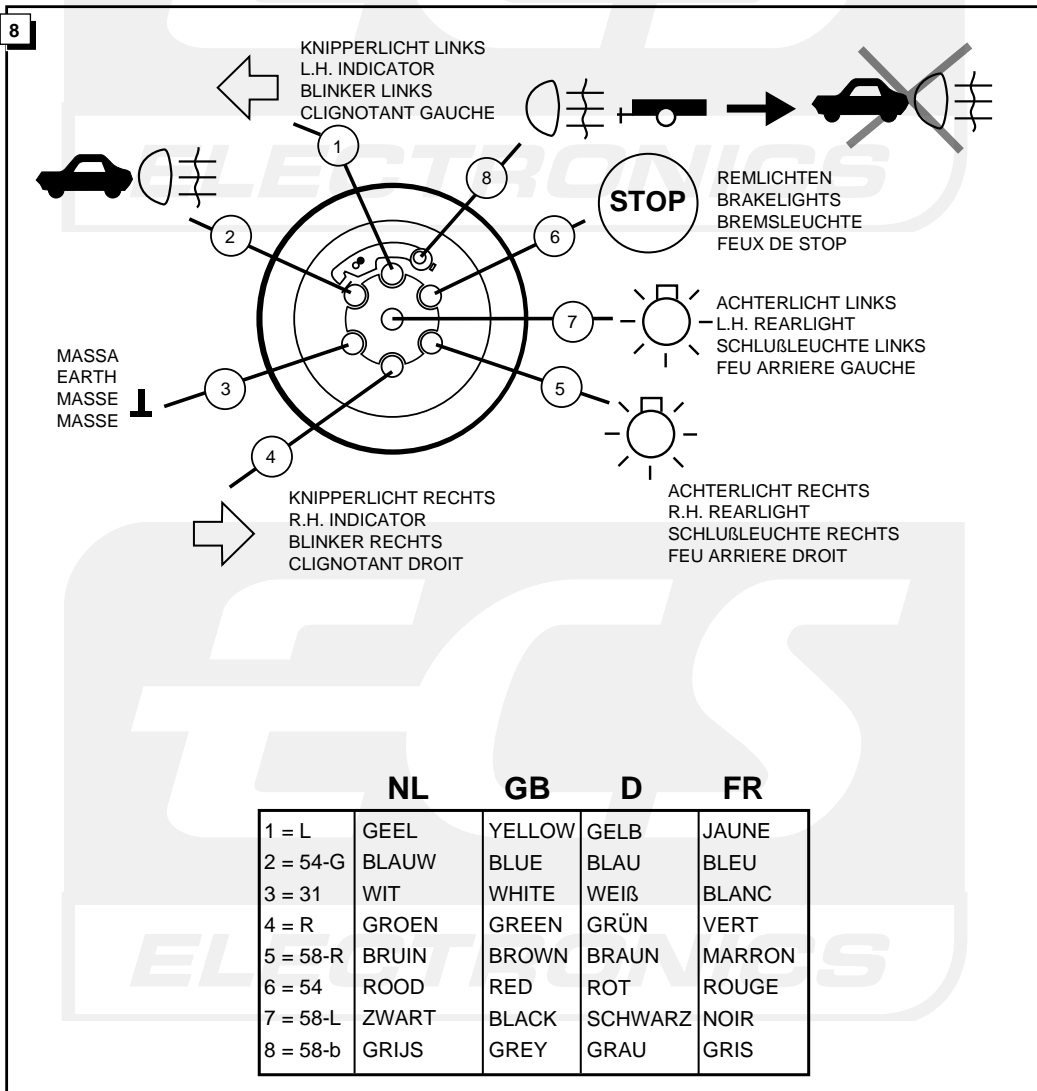 8
KNIPPERLICHT LINKS
L.H. INDICATOR
BLINKER LINKS
CLIGNOTANT GAUCHE
1
8
STOP
REMLICHTEN
BRAKELIGHTS
BREMSLEUCHTE
FEUX DE STOP
2
6
7
ACHTERLICHT LINKS
L.H. REARLIGHT
SCHLUßLEUCHTE LINKS
FEU ARRIERE GAUCHE
MASSA
EARTH
MASSE
MASSE
3
5
4
KNIPPERLICHT RECHTS
R.H. INDICATOR
BLINKER RECHTS
CLIGNOTANT DROIT
ACHTERLICHT RECHTS
R.H. REARLIGHT
SCHLUßLEUCHTE RECHTS
FEU ARRIERE DROIT
NL GB D FR
1 = L GEEL YELLOW GELB JAUNE
2 = 54-G BLAUW BLUE BLAU BLEU
3 = 31 WIT WHITE WEIß BLANC
4 = R GROEN GREEN GRÜN VERT
5 = 58-R BRUIN BROWN BRAUN MARRON
6 = 54 ROOD RED ROT ROUGE
7 = 58-L ZWART BLACK SCHWARZ NOIR
8 = 58-b GRIJS GREY GRAU GRIS
ELECTRONICS
ECS
ELECTRONICS